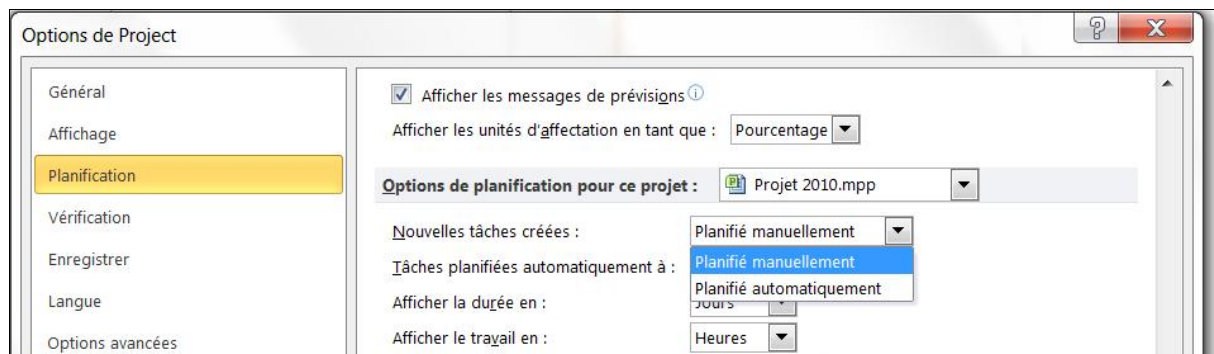 Options de Project
Général
Affichage
Planification
Vérification
Enregistrer
Langue
Options avancées
Afficher les messages de prévisions
Afficher les unités d'affectation en tant que : Pourcentage
Options de planification pour ce projet : Projet 2010.mpp
Nouvelles tâches créées : Planifié manuellement
Planifié manuellement
Tâches planifiées automatiquement à :
Planifié automatiquement
Afficher la durée en : Jours
Afficher le travail en : Heures